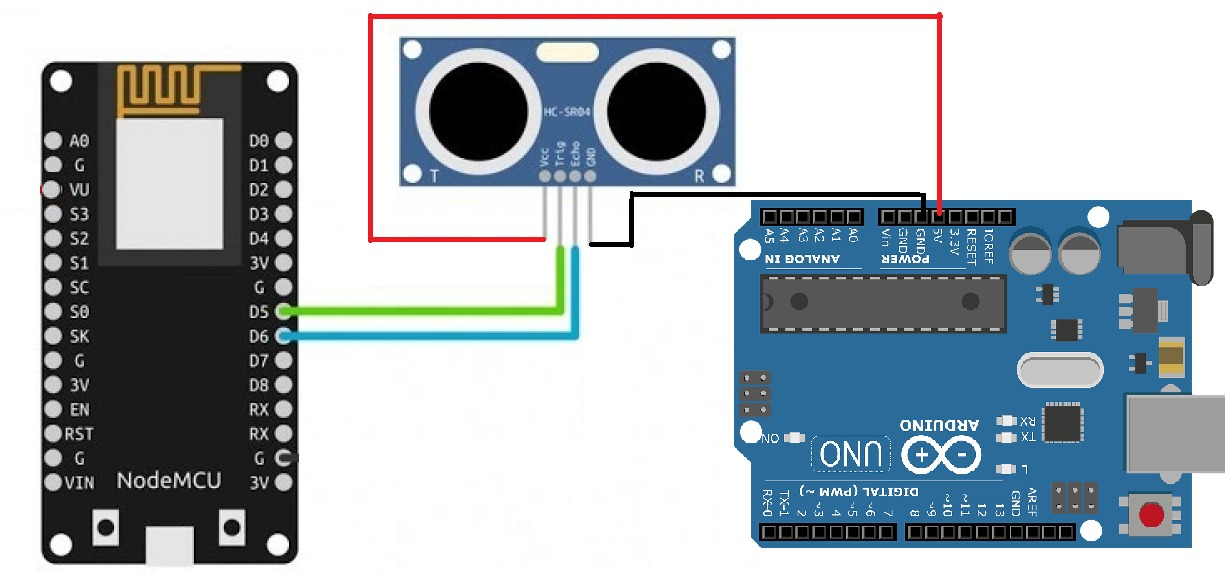 A0
G
VU
S3
S2
S1
SC
S0
SK
G
3V
EN
RST
G
VIN
D0
D1
D2
D3
D4
3V
G
D5
D6
D7
D8
RX
RX
G
3V
NodeMCU
HC-SR04
Vcc
Trig
Echo
GND
T
R
A5
A4
A3
A2
A1
A0
ANALOG IN
Vin
GND
GND
5V
3.3V
RESET
IOREF
POWER
ARDUINO
UNO
ON
RX
TX
L
DIGITAL (PWM ~)
RX-0
TX-1
2
~3
4
~5
~6
7
8
~9
~10
~11
12
13
GND
AREF